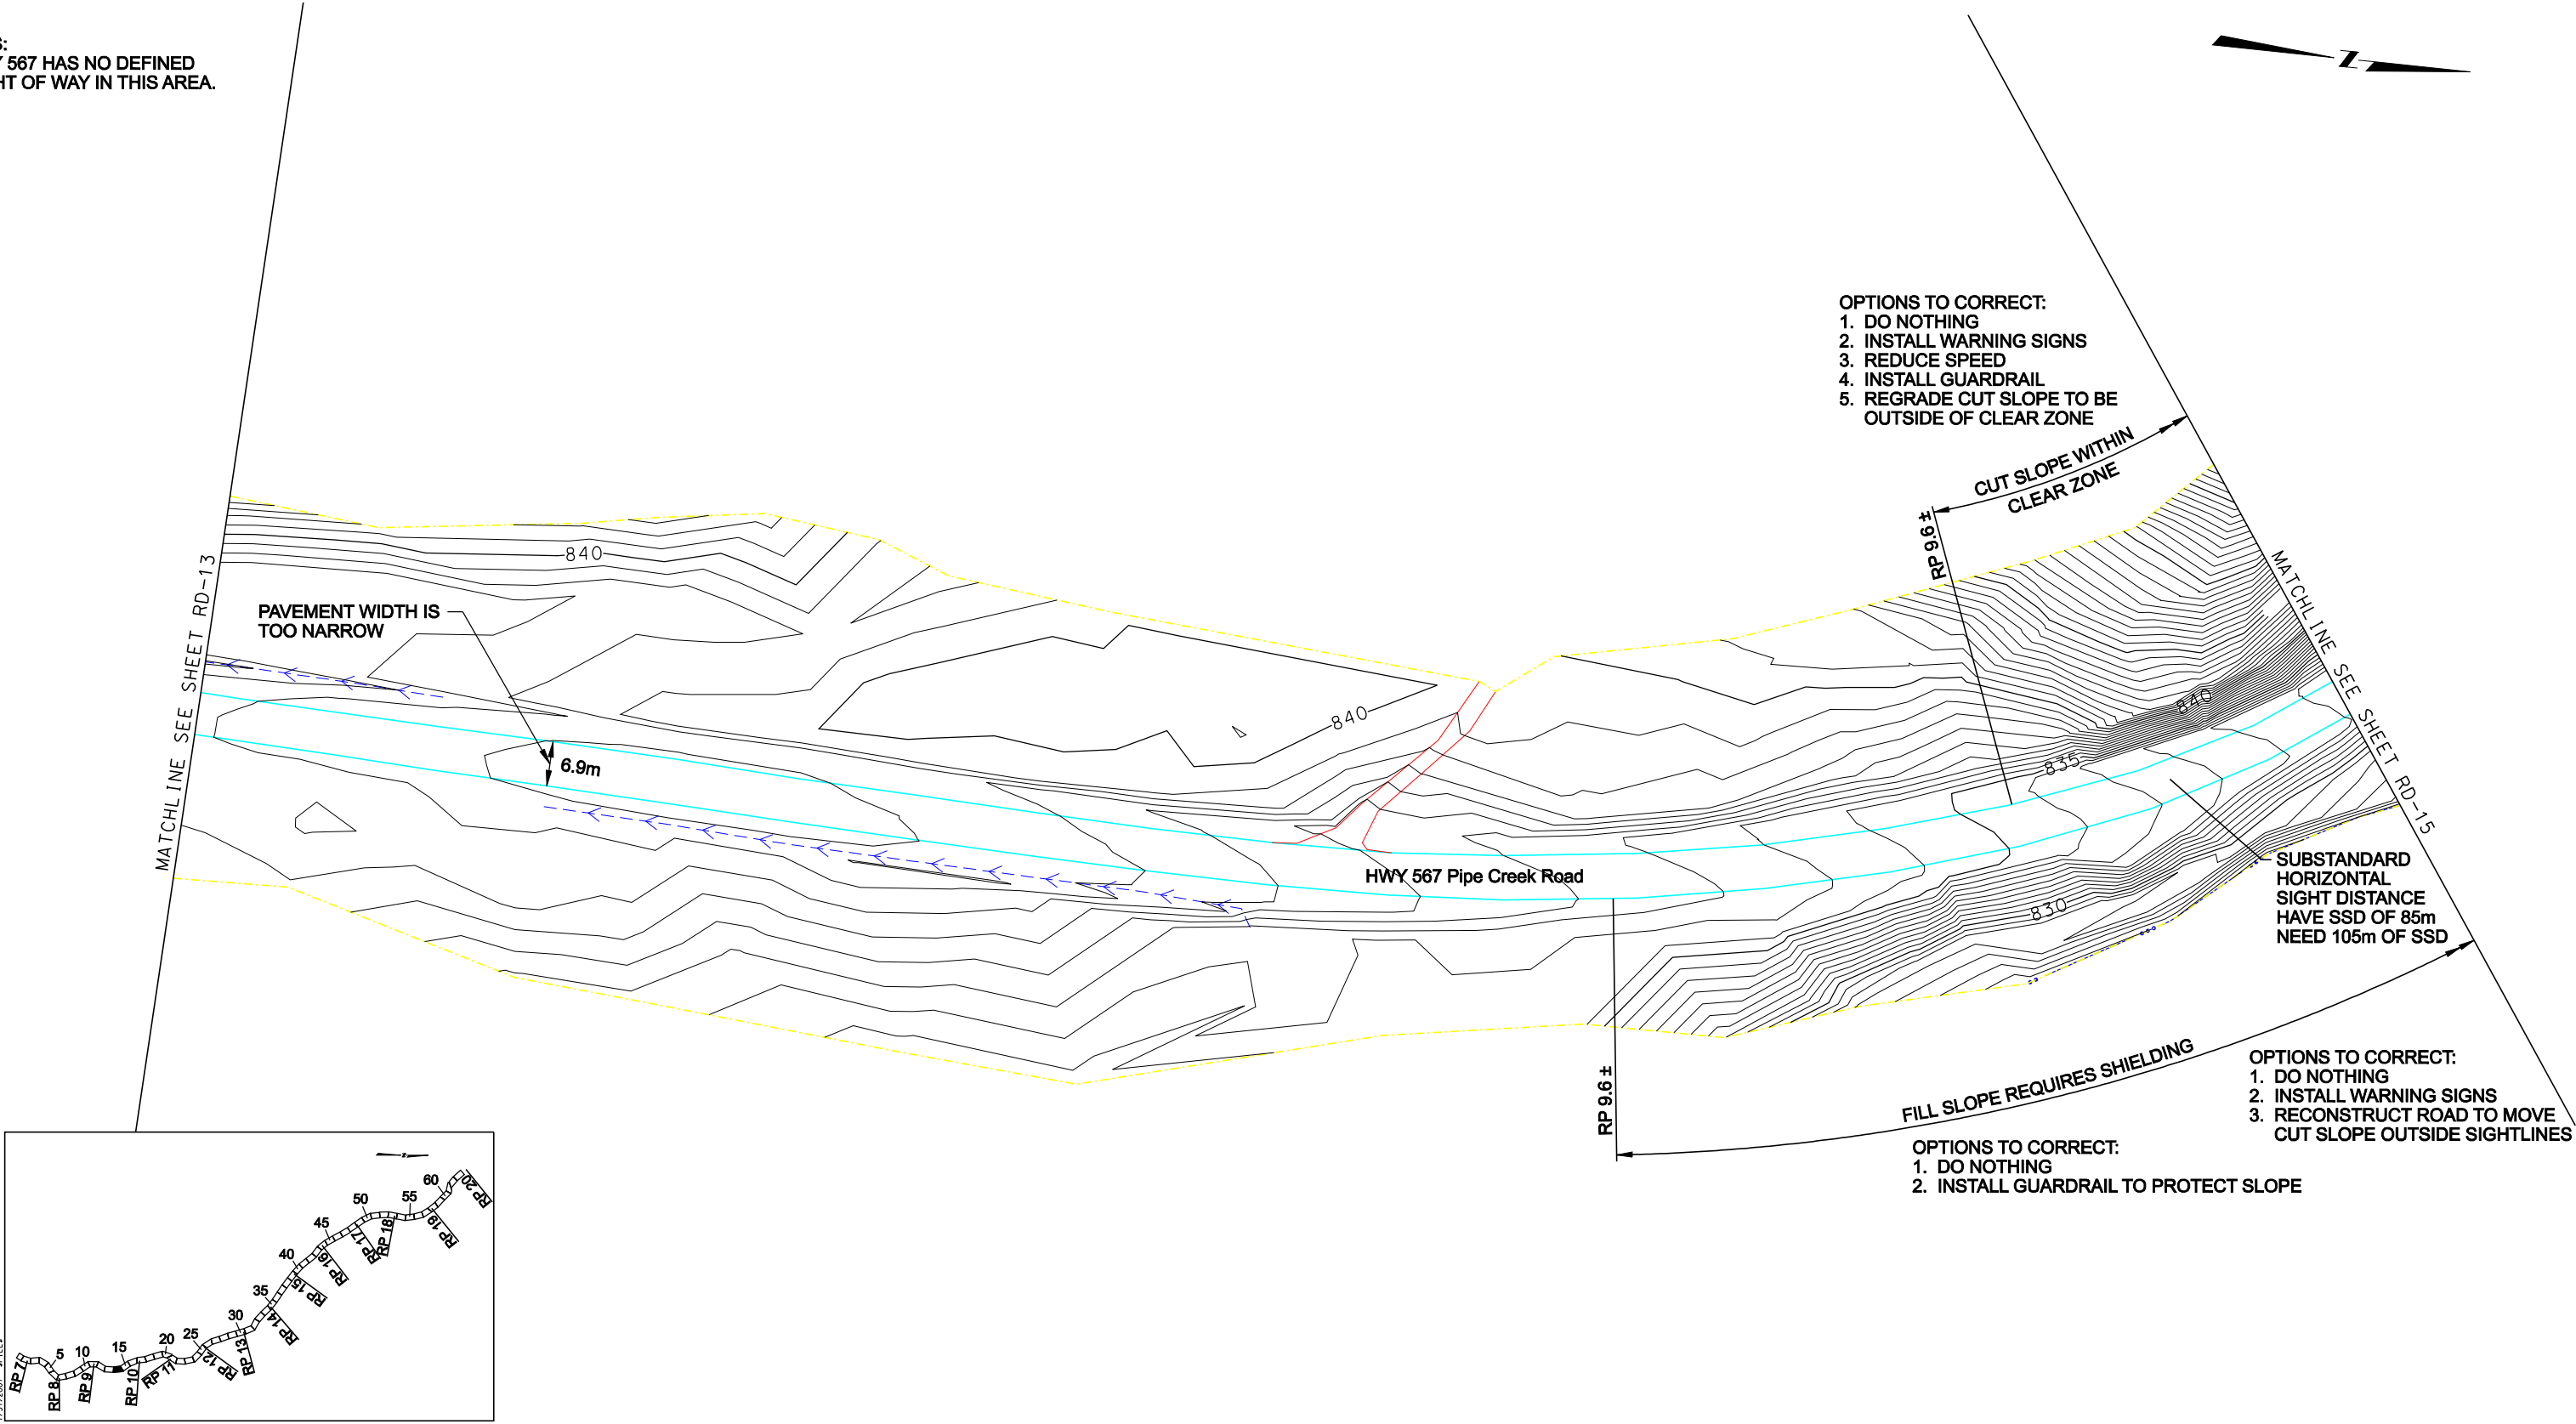 S:
Y 567 HAS NO DEFINED
HT OF WAY IN THIS AREA.
Z
OPTIONS TO CORRECT:
1. DO NOTHING
2. INSTALL WARNING SIGNS
3. REDUCE SPEED
4. INSTALL GUARDRAIL
5. REGRADE CUT SLOPE TO BE
OUTSIDE OF CLEAR ZONE
CUT SLOPE WITHIN
CLEAR ZONE
RP 9.6 ±
MATCHLINE SEE SHEET RD-13
840
PAVEMENT WIDTH IS
TOO NARROW
6.9m
840
HWY 567 Pipe Creek Road
840
835
830
MATCHLINE SEE SHEET RD-15
SUBSTANDARD
HORIZONTAL
SIGHT DISTANCE
HAVE SSD OF 85m
NEED 105m OF SSD
RP 9.6 ±
FILL SLOPE REQUIRES SHIELDING
OPTIONS TO CORRECT:
1. DO NOTHING
2. INSTALL WARNING SIGNS
3. RECONSTRUCT ROAD TO MOVE
CUT SLOPE OUTSIDE SIGHTLINES
OPTIONS TO CORRECT:
1. DO NOTHING
2. INSTALL GUARDRAIL TO PROTECT SLOPE
Z
5
10
15
20
25
30
35
40
45
50
55
60
RP 7
RP 8
RP 9
RP 10
RP 11
RP 12
RP 13
RP 14
RP 15
RP 16
RP 17
RP 18
RP 19
RP 20